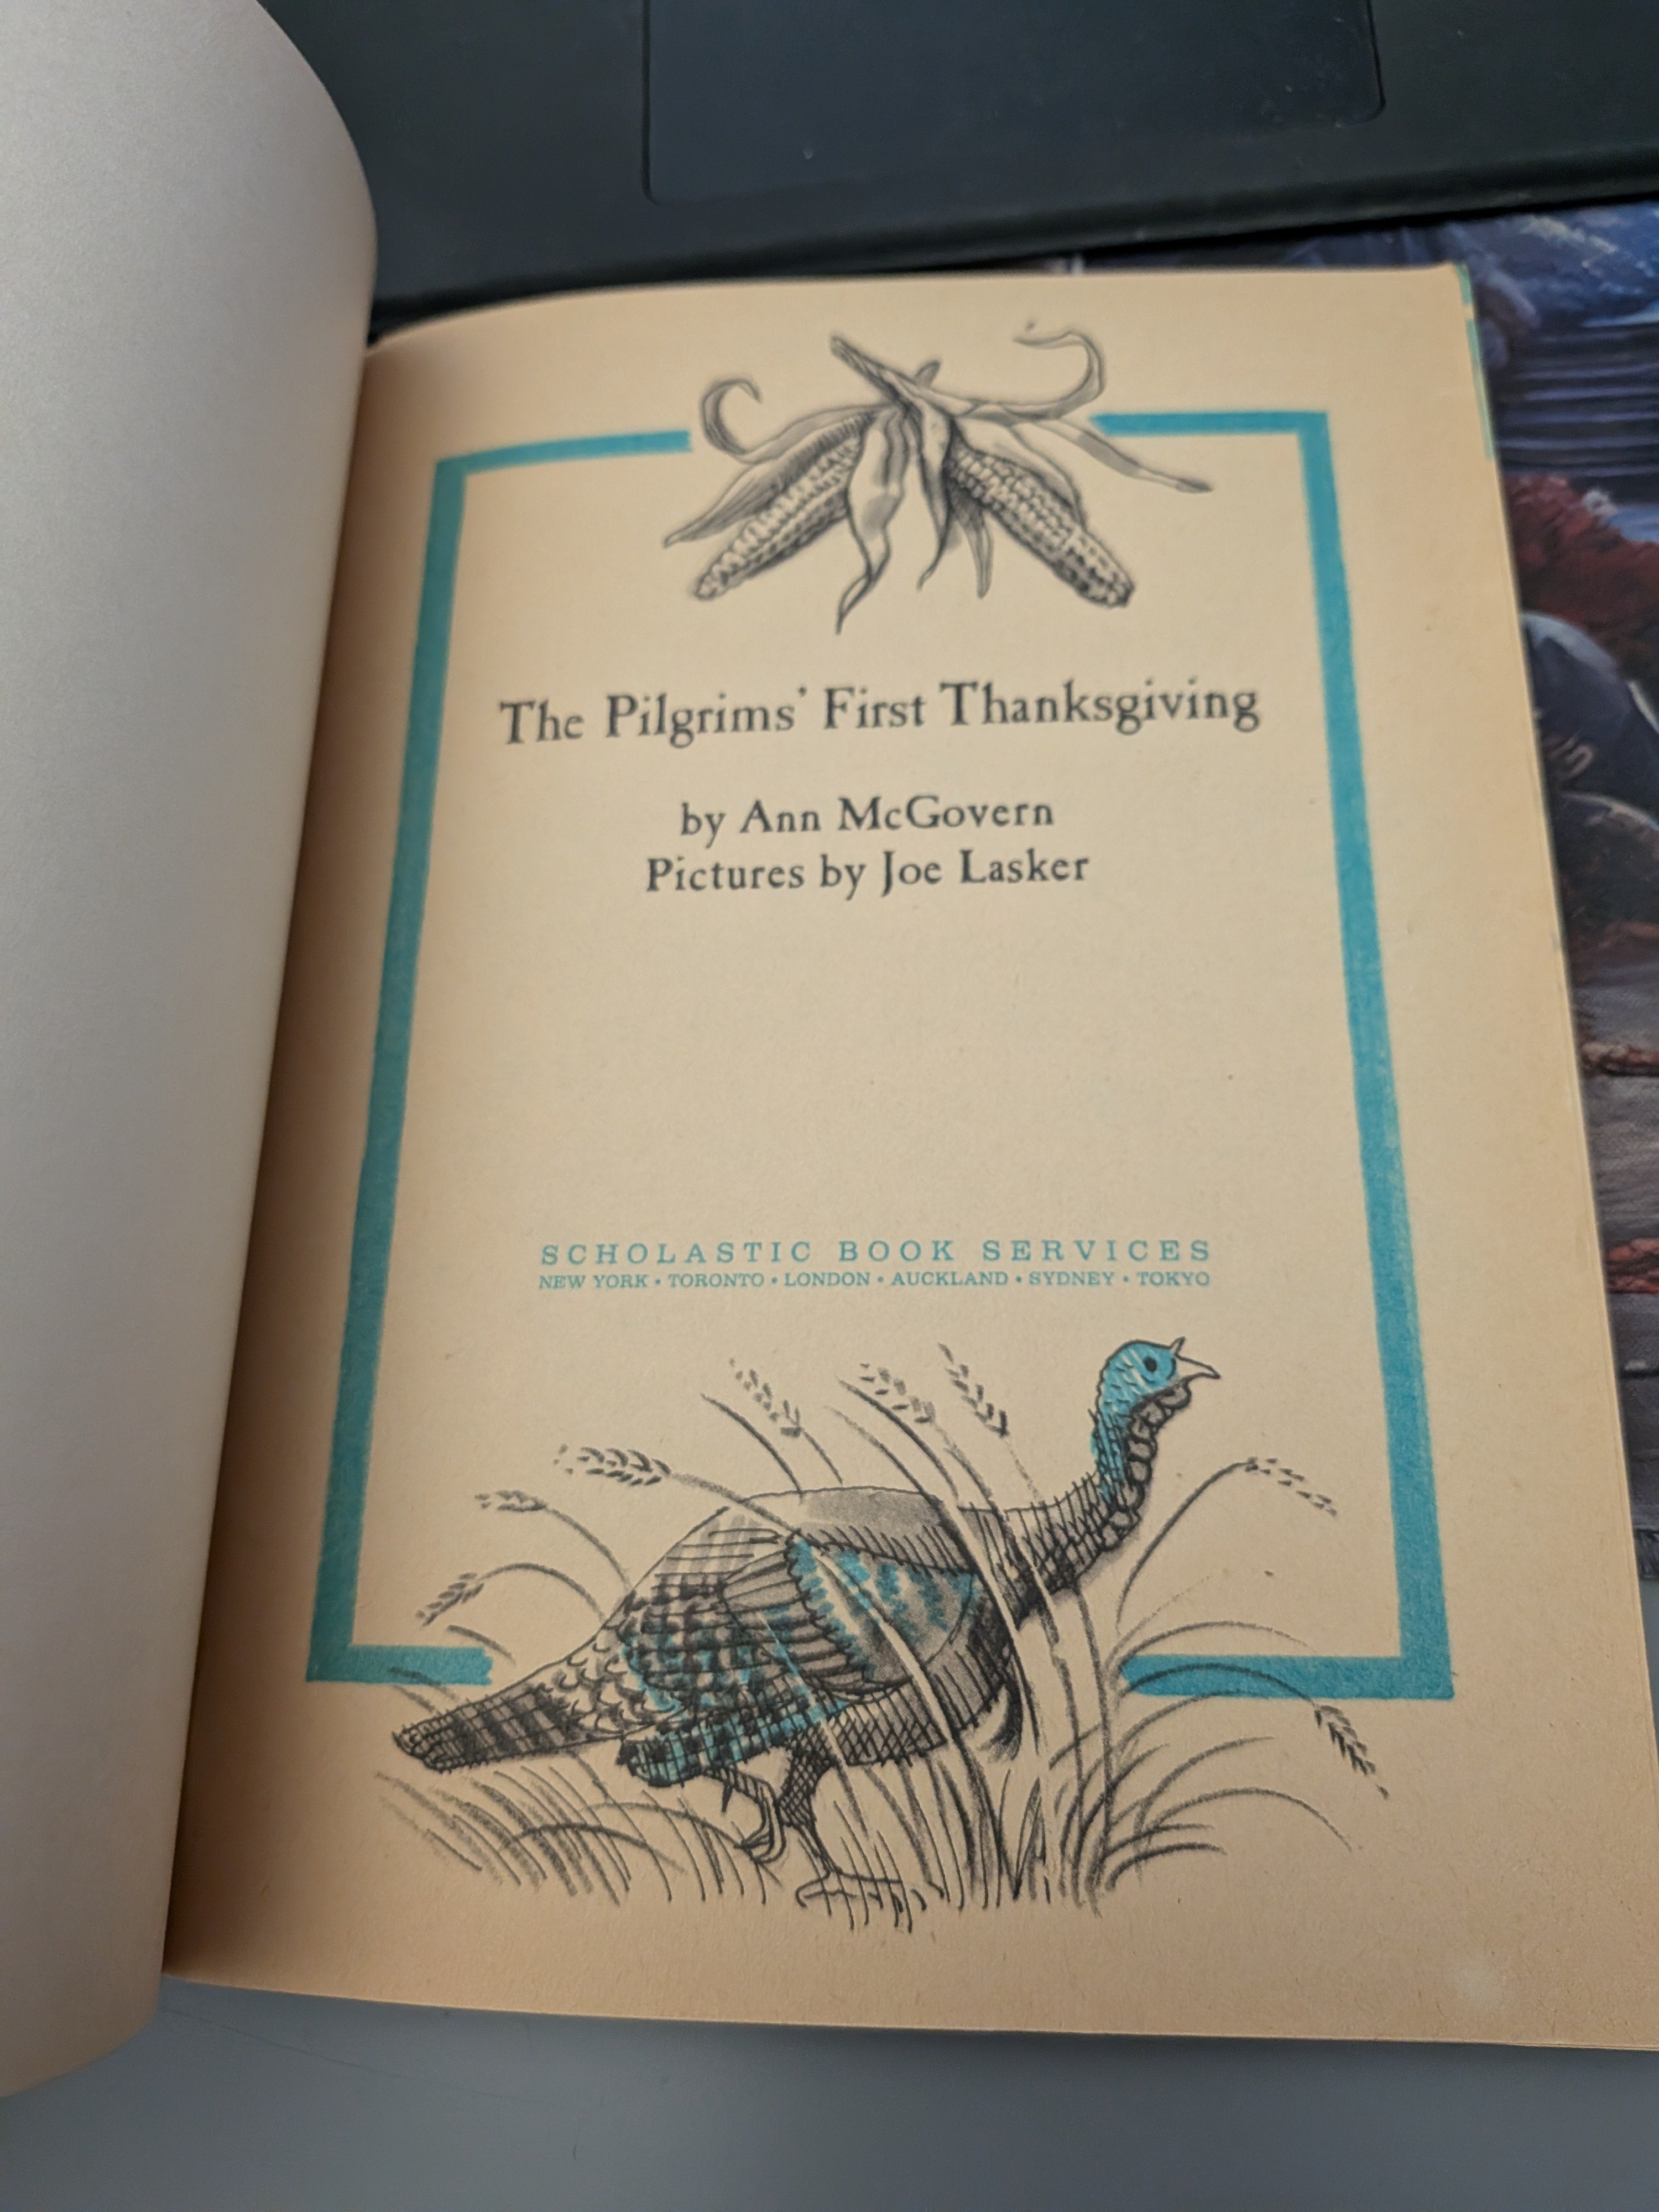 The Pilgrims' First Thanksgiving
by Ann McGovern
Pictures by Joe Lasker
SCHOLASTIC BOOK SERVICES
NEW YORK • TORONTO • LONDON • AUCKLAND • SYDNEY • TOKYO